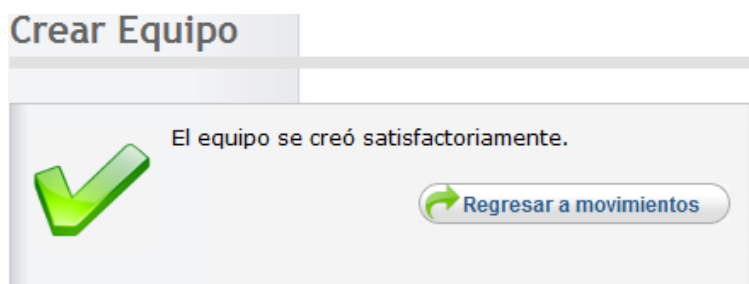 Crear Equipo
El equipo se creó satisfactoriamente.
Regresar a movimientos